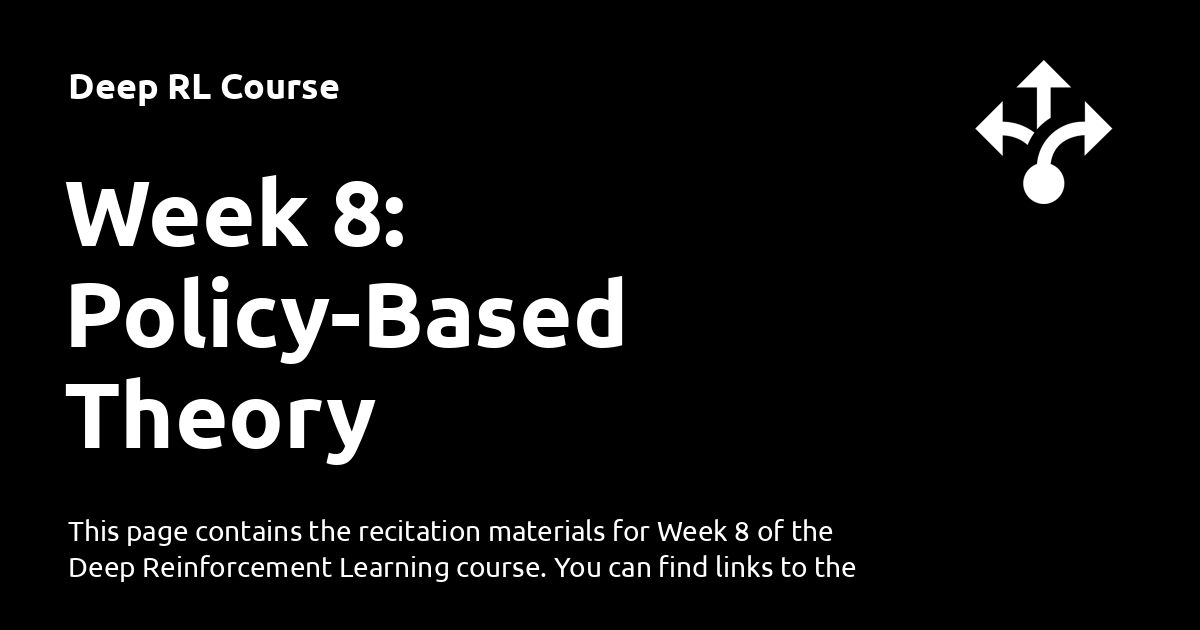 Deep RL Course
Week 8:
Policy-Based
Theory
This page contains the recitation materials for Week 8 of the
Deep Reinforcement Learning course. You can find links to the